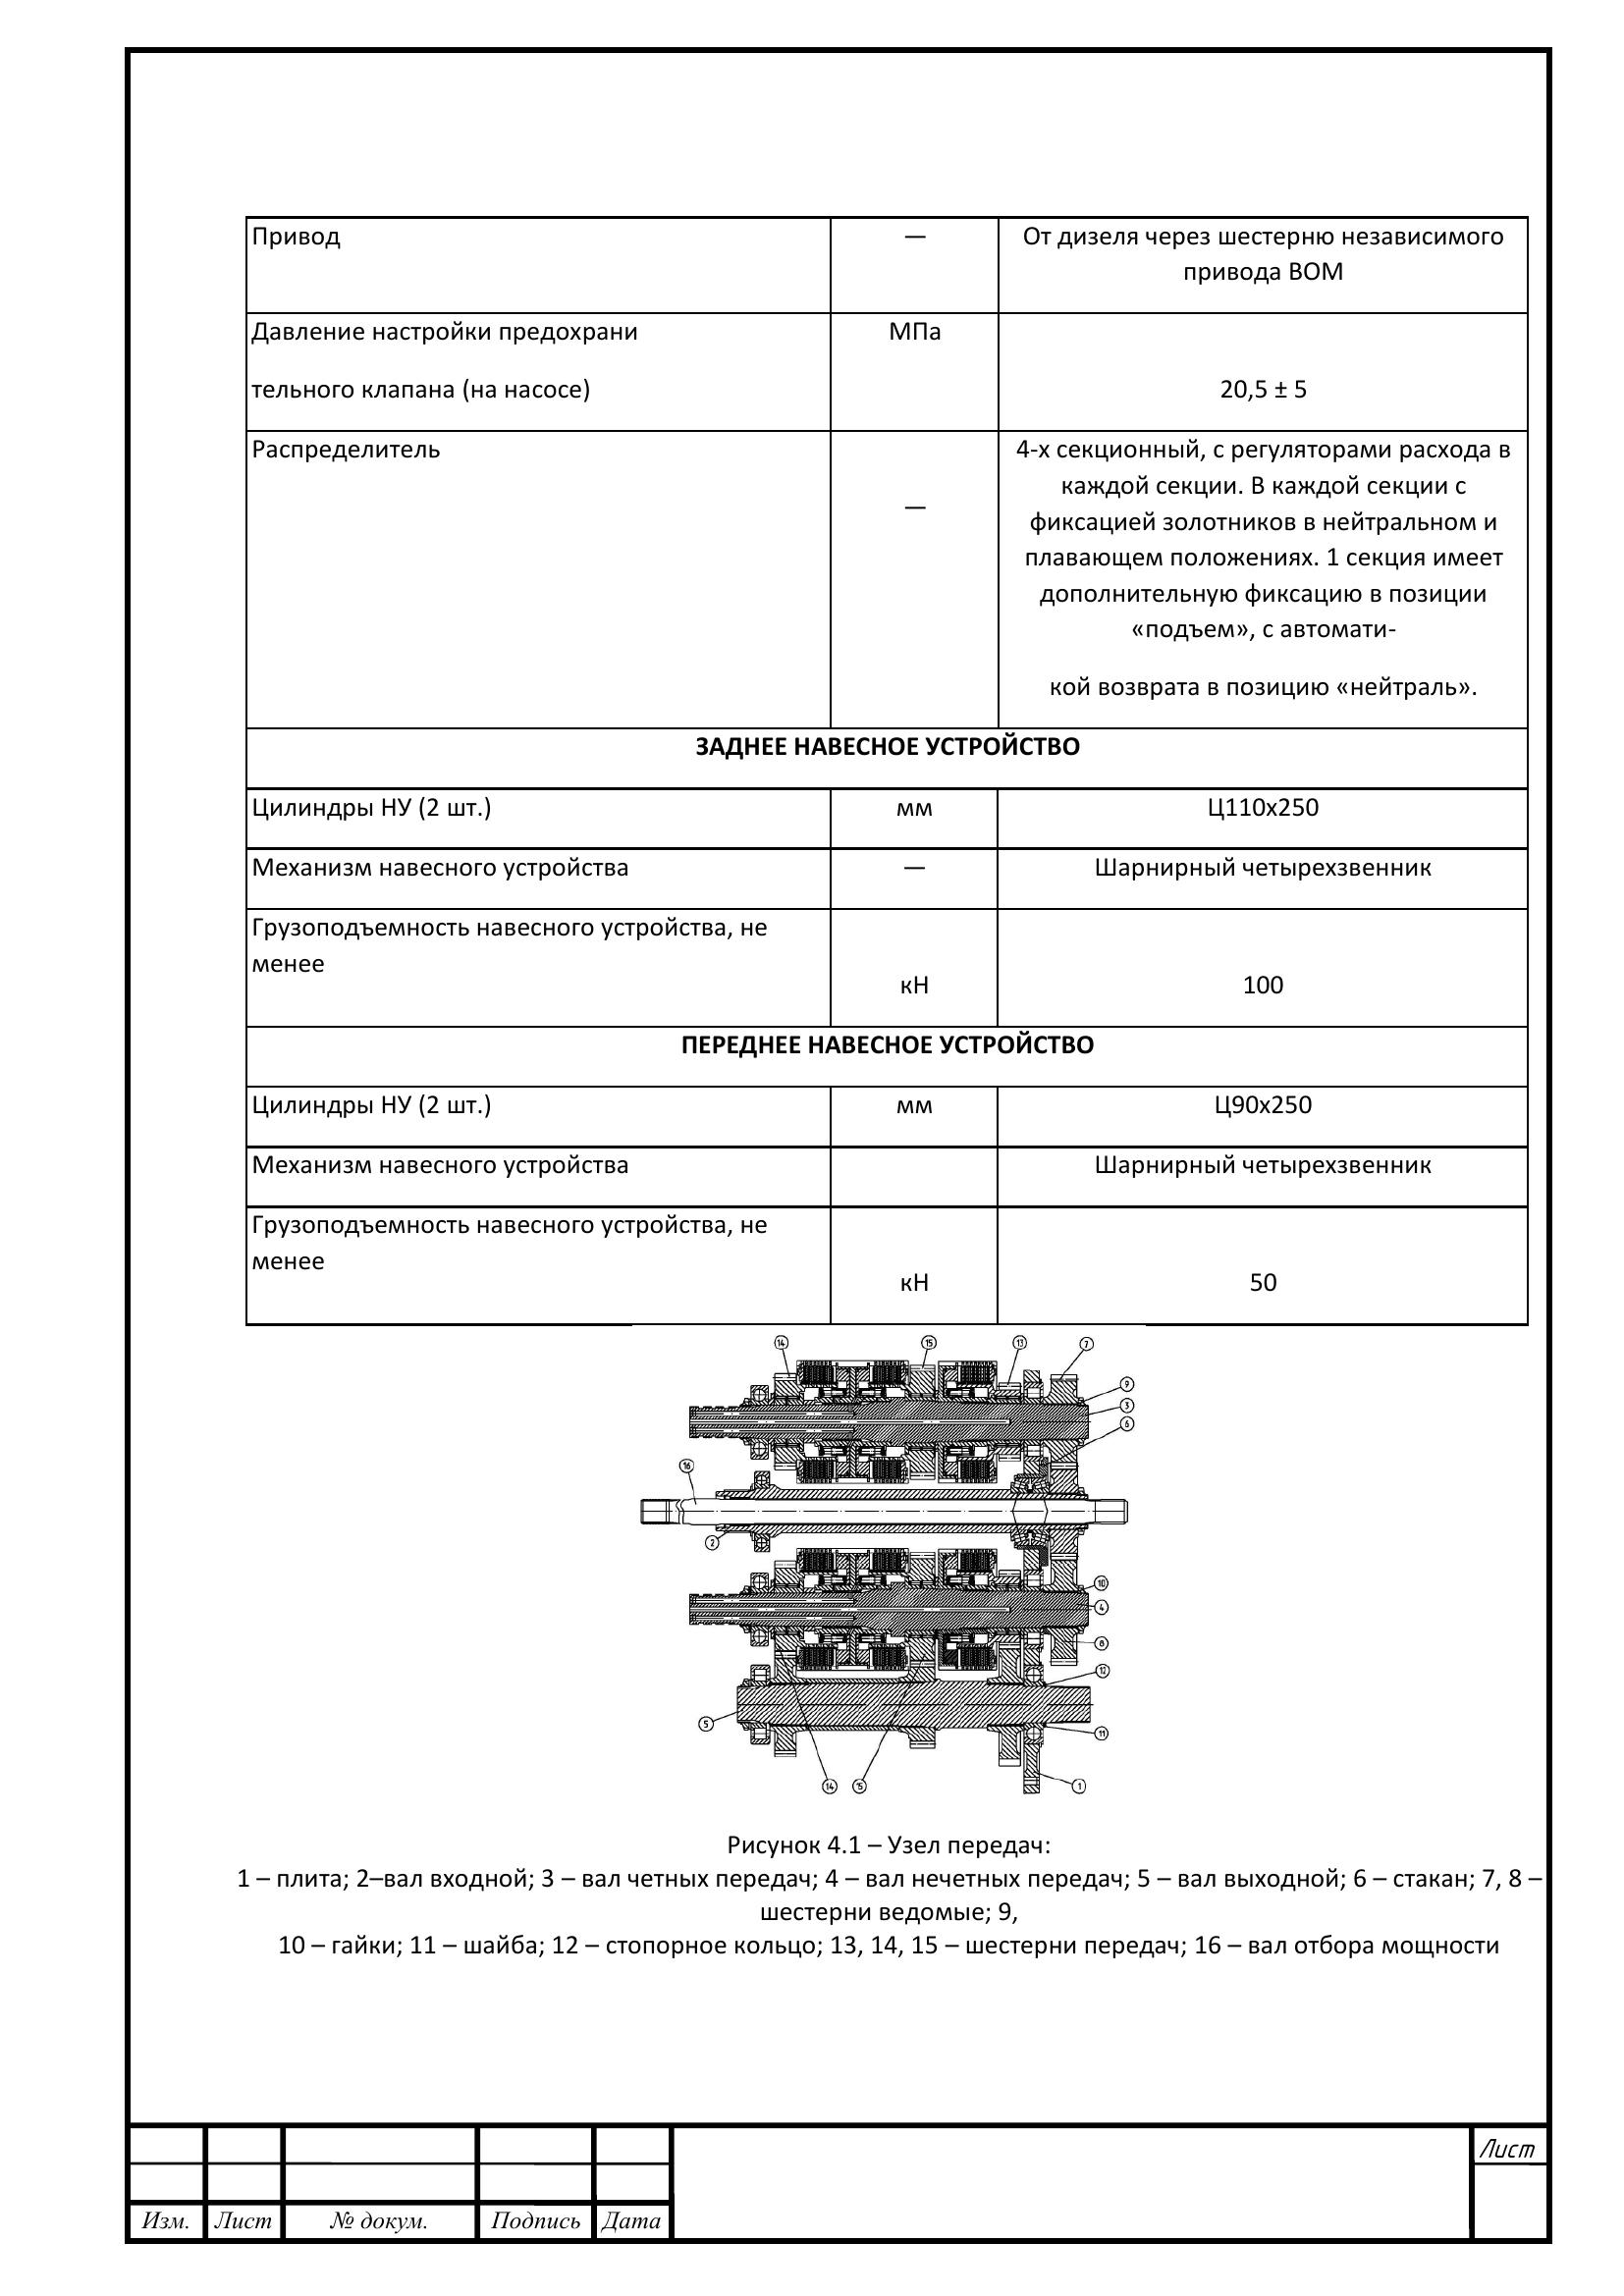 Привод — От дизеля через шестерню независимого
привода ВОМ
Давление настройки предохрани МПа
тельного клапана (на насосе) 20,5 ± 5
Распределитель 4-х секционный, с регуляторами расхода в
каждой секции. В каждой секции с
— фиксацией золотников в нейтральном и
плавающем положениях. 1 секция имеет
дополнительную фиксацию в позиции
«подъем», с автомати-
кой возврата в позицию «нейтраль».
ЗАДНЕЕ НАВЕСНОЕ УСТРОЙСТВО
Цилиндры НУ (2 шт.) мм Ц110х250
Механизм навесного устройства — Шарнирный четырехзвенник
Грузоподъемность навесного устройства, не
менее
кН 100
ПЕРЕДНЕЕ НАВЕСНОЕ УСТРОЙСТВО
Цилиндры НУ (2 шт.) мм Ц90х250
Механизм навесного устройства Шарнирный четырехзвенник
Грузоподъемность навесного устройства, не
менее
кН 50
14 15 13 7
9
3
6
16
2
10
4
8
12
5
11
14 15 1
Рисунок 4.1 – Узел передач:
1 – плита; 2–вал входной; 3 – вал четных передач; 4 – вал нечетных передач; 5 – вал выходной; 6 – стакан; 7, 8 –
шестерни ведомые; 9,
10 – гайки; 11 – шайба; 12 – стопорное кольцо; 13, 14, 15 – шестерни передач; 16 – вал отбора мощности
Лист
Изм. Лист № докум. Подпись Дата